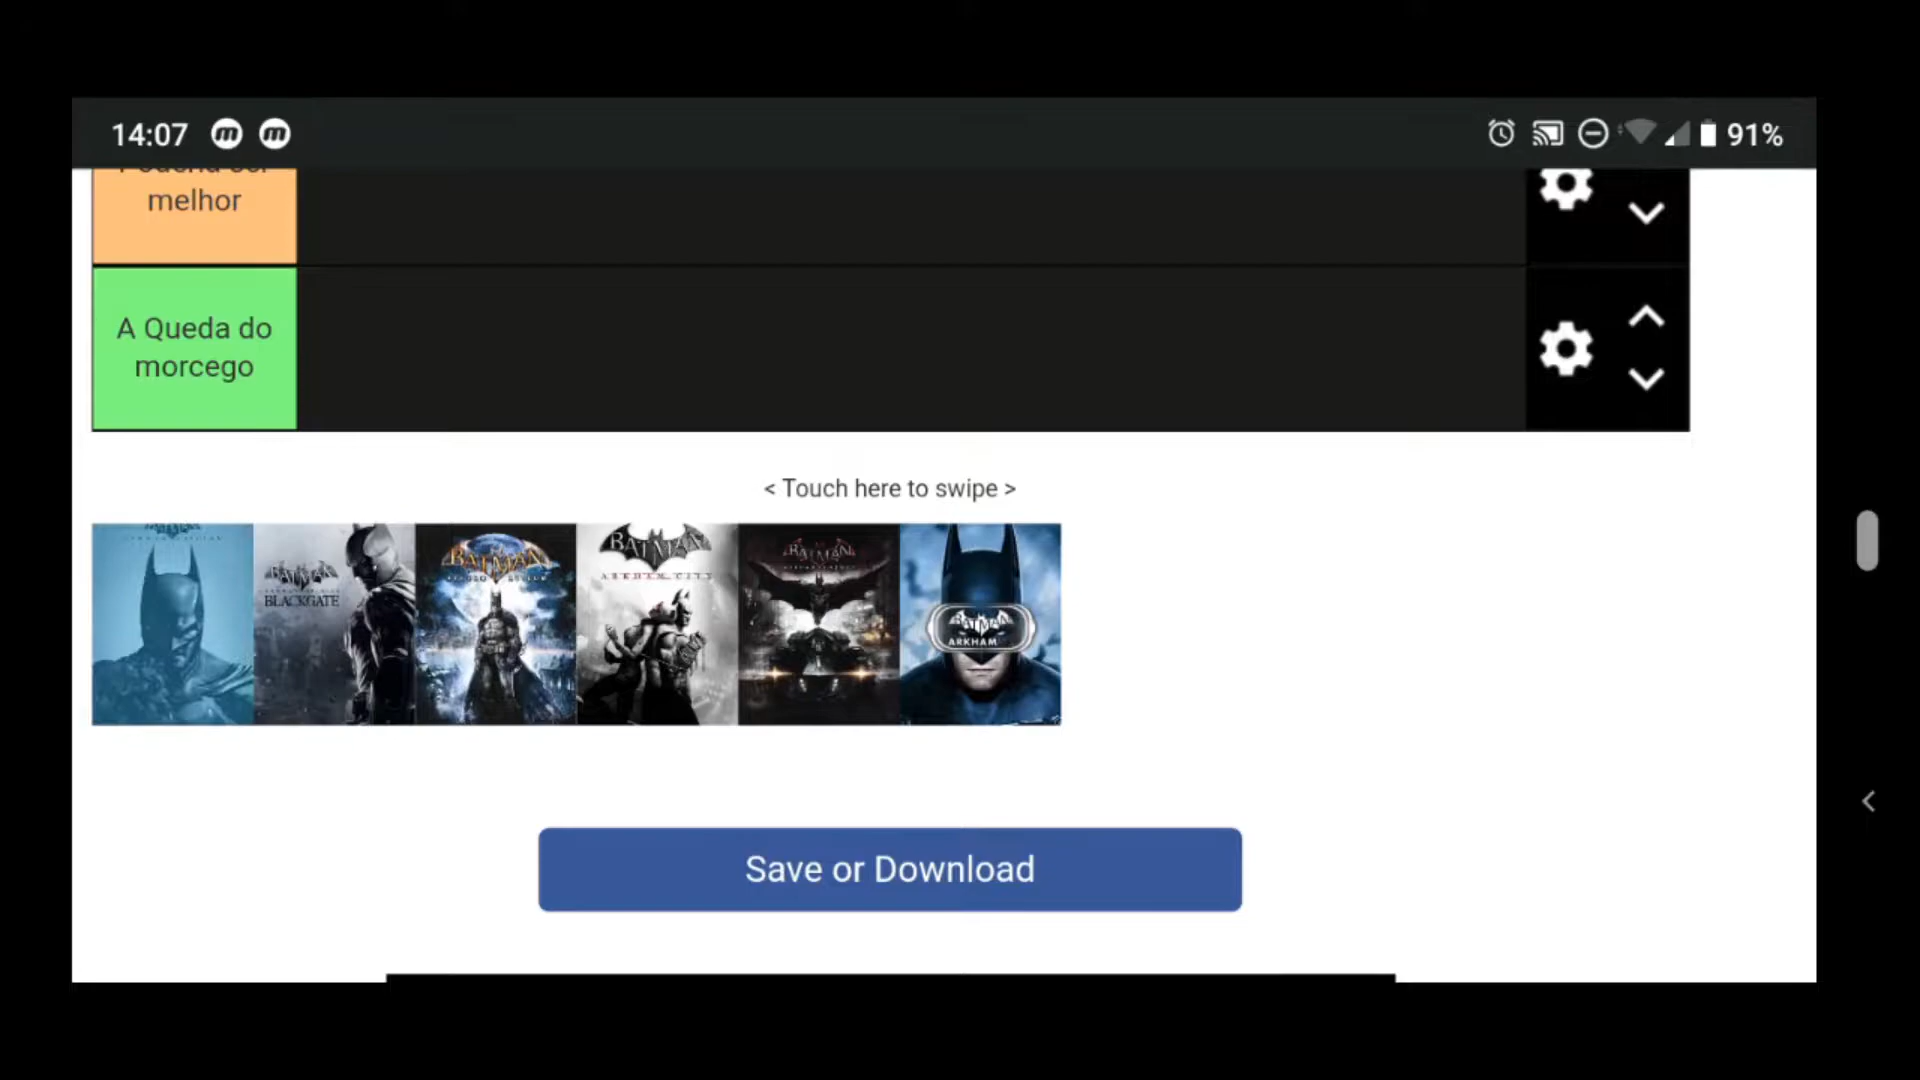 14:07
91%
melhor
A Queda do
morcego
< Touch here to swipe >
BATMAN
BLACKGATE
BATMAN
BATMAN
ARKHAM CITY
BATMAN
BATMAN
ARKHAM
Save or Download